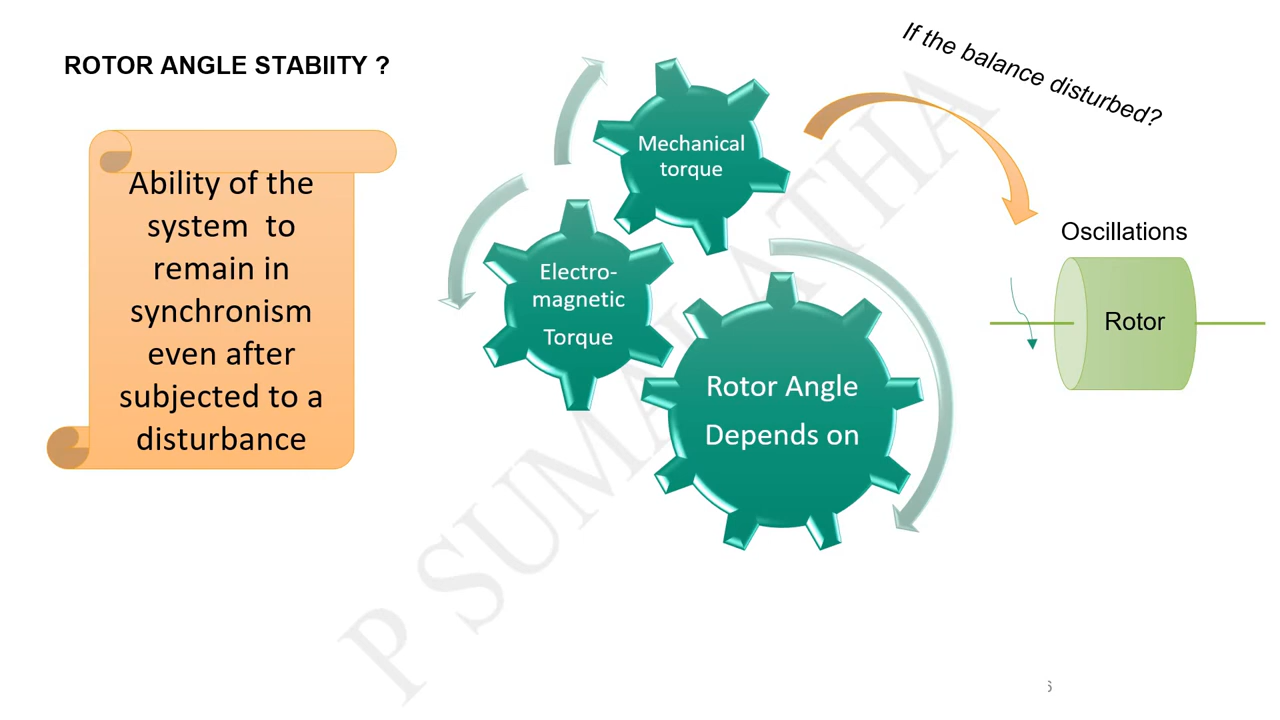 ROTOR ANGLE STABIITY ?
Ability of the
system to
remain in
synchronism
even after
subjected to a
disturbance
Mechanical
torque
Electro-
magnetic
Torque
Rotor Angle
Depends on
If the balance disturbed?
Oscillations
Rotor
P SUMALATHA